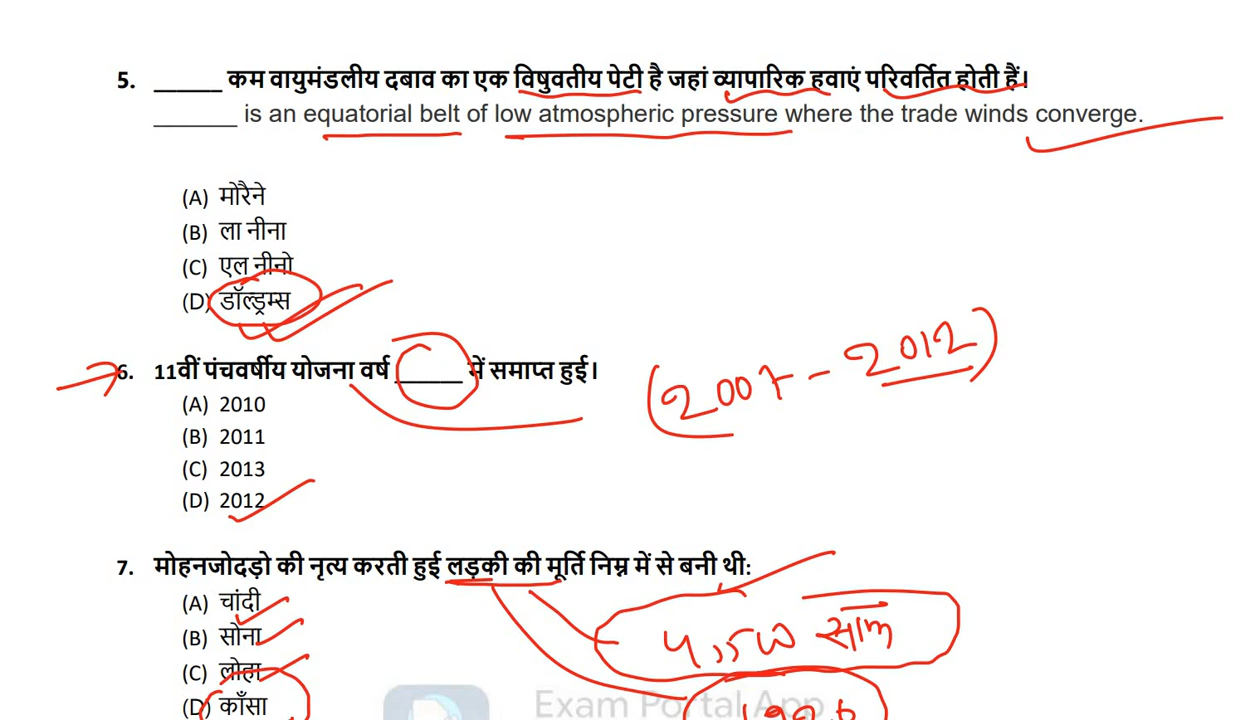 5. ______ कम वायुमंडलीय दबाव का एक विषुवतीय पेटी है जहां व्यापारिक हवाएं परिवर्तित होती हैं।
______ is an equatorial belt of low atmospheric pressure where the trade winds converge.
(A) मोरैने
(B) ला नीना
(C) एल नीनो
(D) डॉल्ड्रम्स
6. 11वीं पंचवर्षीय योजना वर्ष ______ में समाप्त हुई।
(2007 - 2012)
(A) 2010
(B) 2011
(C) 2013
(D) 2012
7. मोहनजोदड़ो की नृत्य करती हुई लड़की की मूर्ति निम्न में से बनी थी:
(A) चांदी
(B) सोना
(C) लोहा
(D) काँसा
Exam Portal App